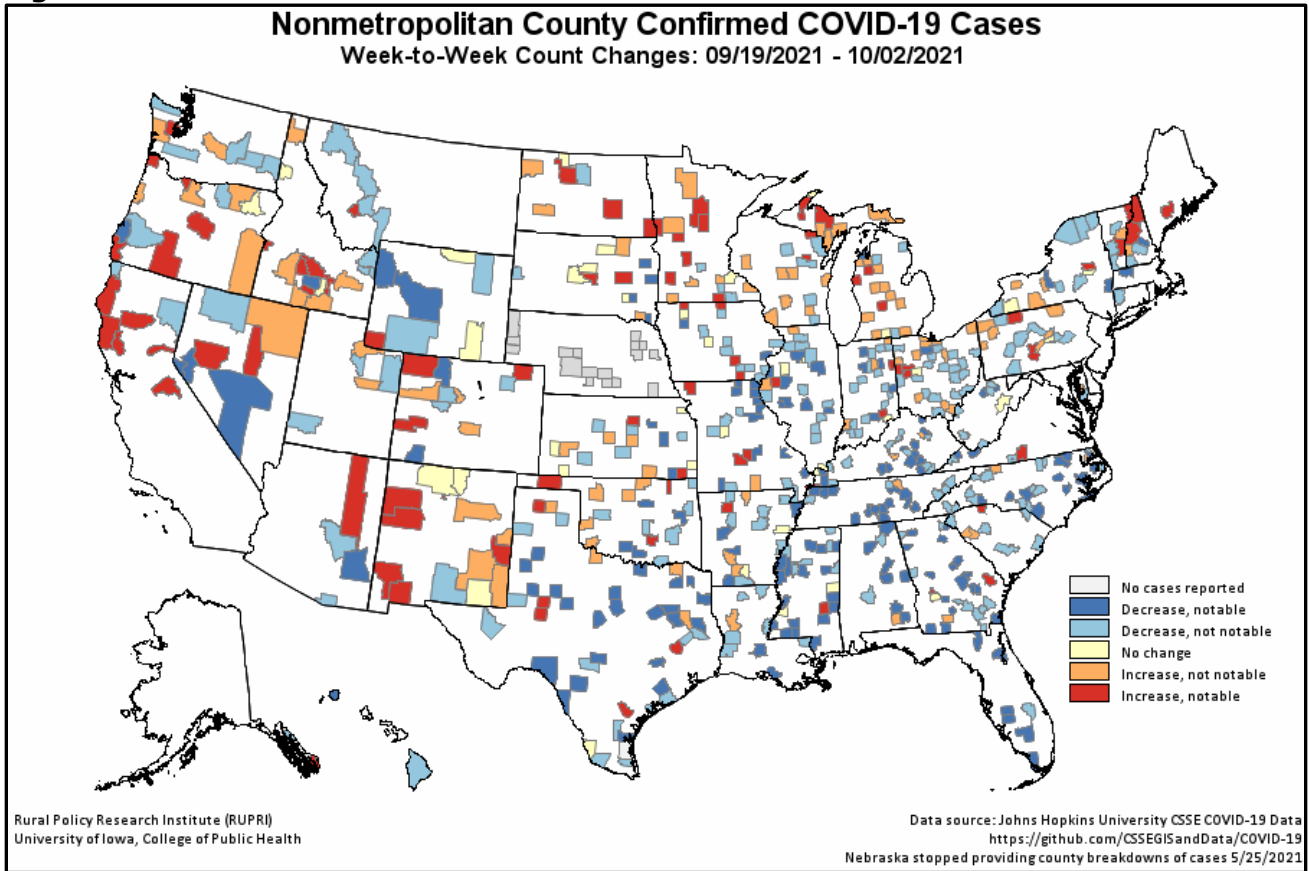 Nonmetropolitan County Confirmed COVID-19 Cases
Week-to-Week Count Changes: 09/19/2021 - 10/02/2021
No cases reported
Decrease, notable
Decrease, not notable
No change
Increase, not notable
Increase, notable
Rural Policy Research Institute (RUPRI)
University of Iowa, College of Public Health
Data source: Johns Hopkins University CSSE COVID-19 Data
https://github.com/CSSEGISandData/COVID-19
Nebraska stopped providing county breakdowns of cases 5/25/2021